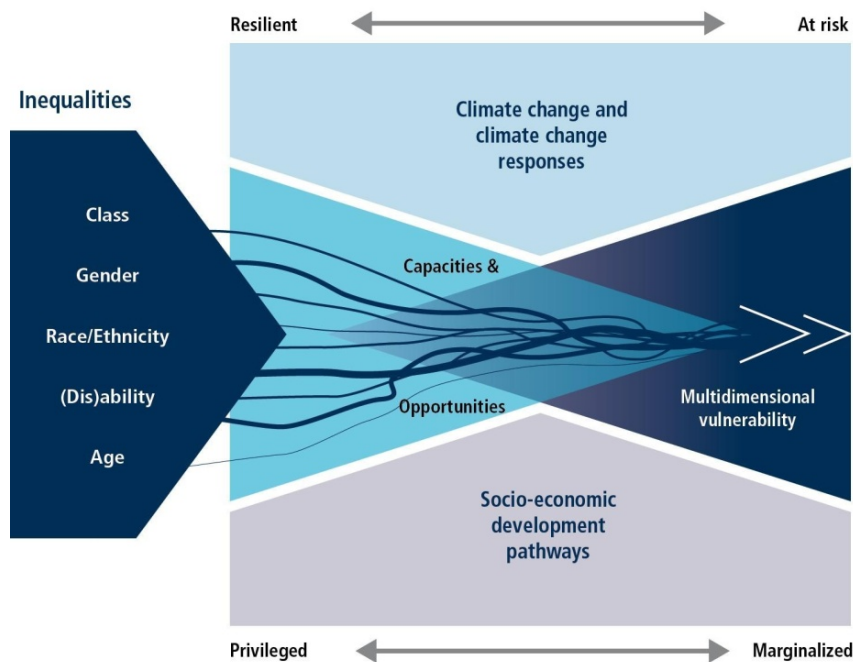 Resilient
At risk
Inequalities
Climate change and
climate change
responses
Class
Gender
Capacities &
Race/Ethnicity
(Dis)ability
Opportunities
Multidimensional
vulnerability
Age
Socio-economic
development
pathways
Privileged
Marginalized